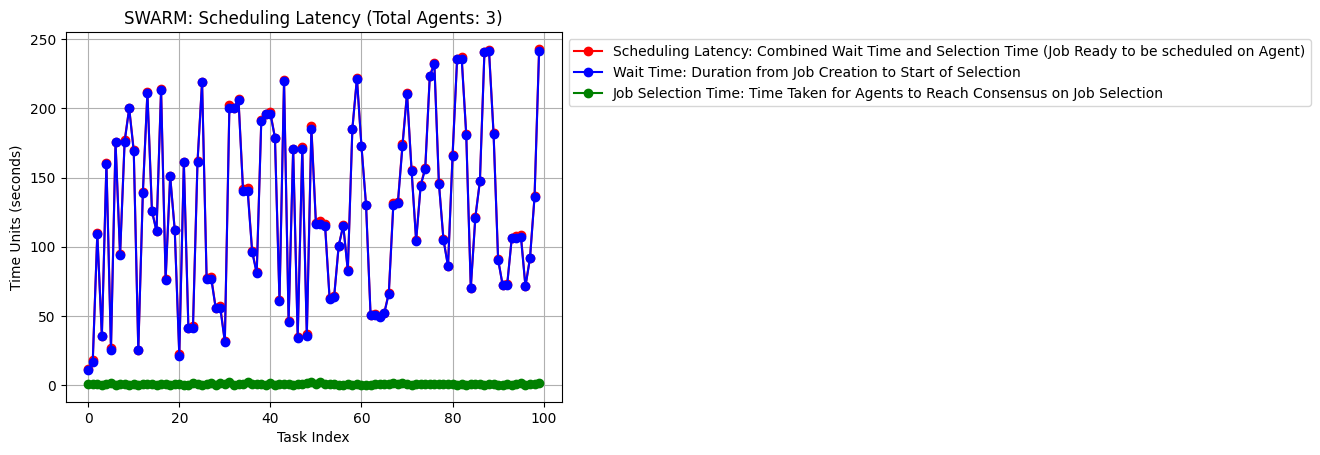 SWARM: Scheduling Latency (Total Agents: 3)
Scheduling Latency: Combined Wait Time and Selection Time (Job Ready to be scheduled on Agent)
Wait Time: Duration from Job Creation to Start of Selection
Job Selection Time: Time Taken for Agents to Reach Consensus on Job Selection
Time Units (seconds)
250
200
150
100
50
0
0 20 40 60 80 100
Task Index